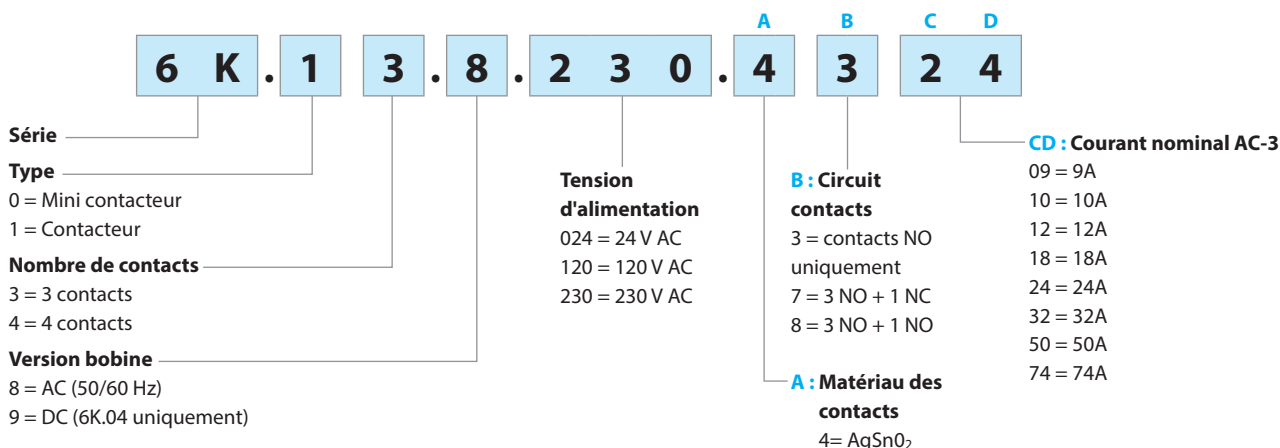 A B C D
6 K . 1 3 . 8 . 2 3 0 . 4 3 2 4
Série
Type
0 = Mini contacteur
1 = Contacteur
Nombre de contacts
3 = 3 contacts
4 = 4 contacts
Version bobine
8 = AC (50/60 Hz)
9 = DC (6K.04 uniquement)
Tension
d'alimentation
024 = 24 V AC
120 = 120 V AC
230 = 230 V AC
B : Circuit
contacts
3 = contacts NO
uniquement
7 = 3 NO + 1 NC
8 = 3 NO + 1 NO
A : Matériau des
contacts
4= AgSn0₂
CD : Courant nominal AC-3
09 = 9A
10 = 10A
12 = 12A
18 = 18A
24 = 24A
32 = 32A
50 = 50A
74 = 74A